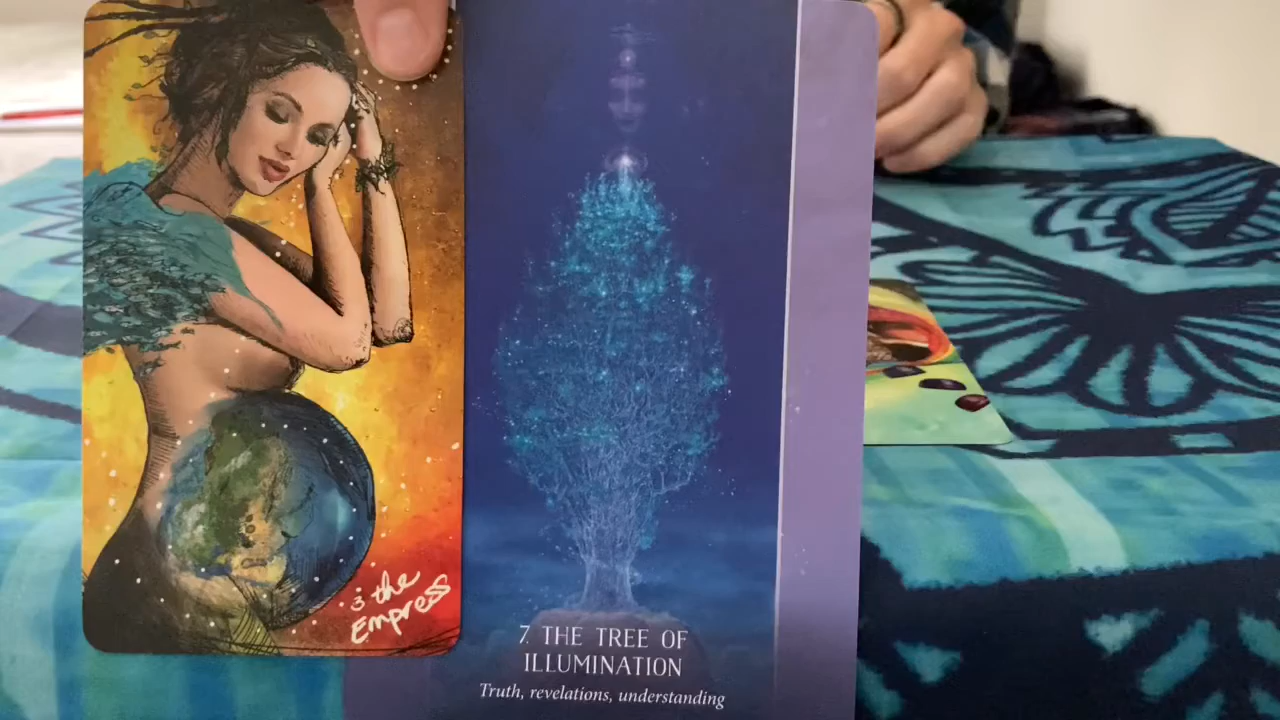 3 the
Empress
7. THE TREE OF
ILLUMINATION
Truth, revelations, understanding